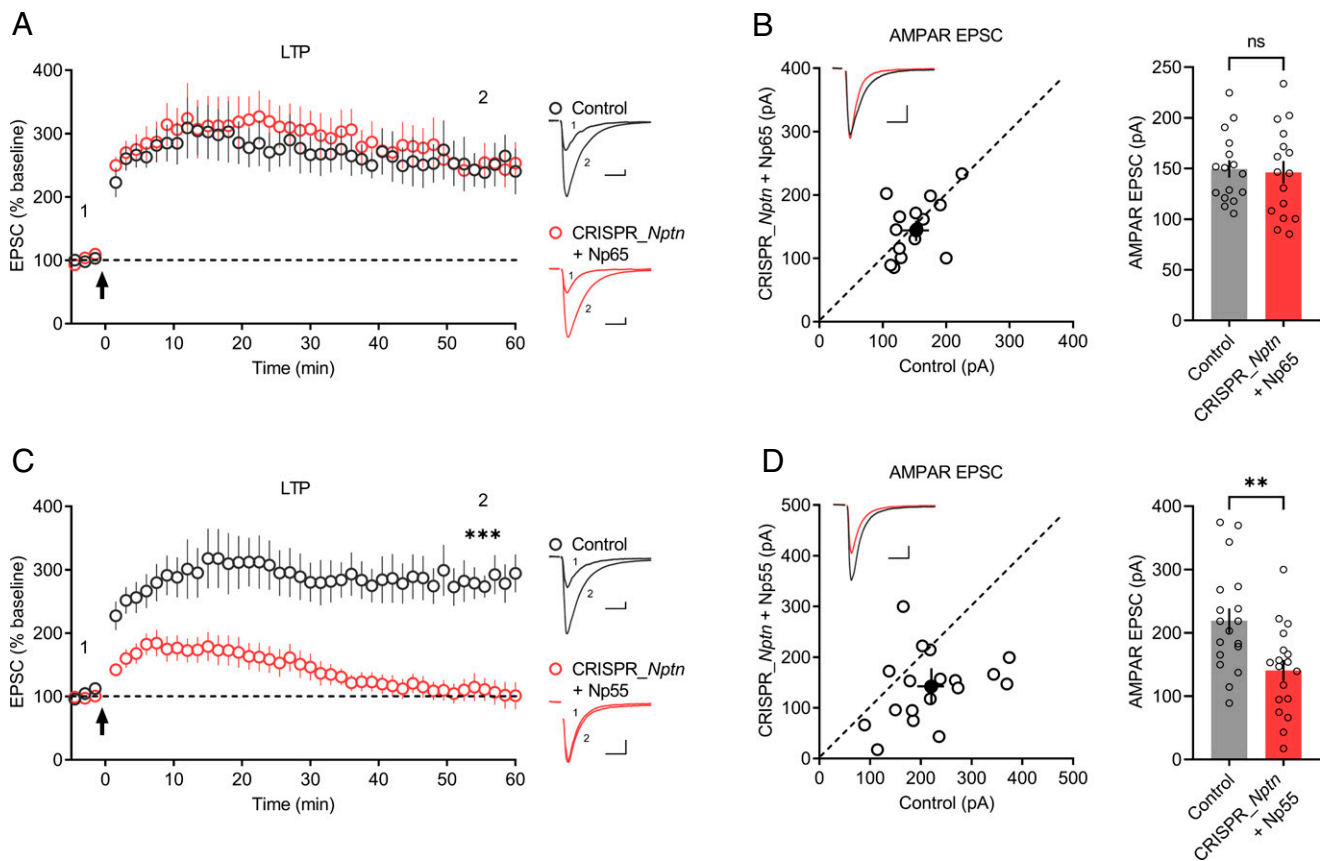 A
LTP
400
300
200
100
0
EPSC (% baseline)
1
2
0
10
20
30
40
50
60
Time (min)
Control
1
2
CRISPR_Nptn
+ Np65
1
2
B
AMPAR EPSC
400
300
200
100
0
CRISPR_Nptn + Np65 (pA)
0
100
200
300
400
Control (pA)
ns
250
200
150
100
50
0
AMPAR EPSC (pA)
Control
CRISPR_Nptn
+ Np65
C
LTP
400
300
200
100
0
EPSC (% baseline)
1
2
***
0
10
20
30
40
50
60
Time (min)
Control
1
2
CRISPR_Nptn
+ Np55
1
2
D
AMPAR EPSC
500
400
300
200
100
0
CRISPR_Nptn + Np55 (pA)
0
100
200
300
400
500
Control (pA)
**
400
300
200
100
0
AMPAR EPSC (pA)
Control
CRISPR_Nptn
+ Np55